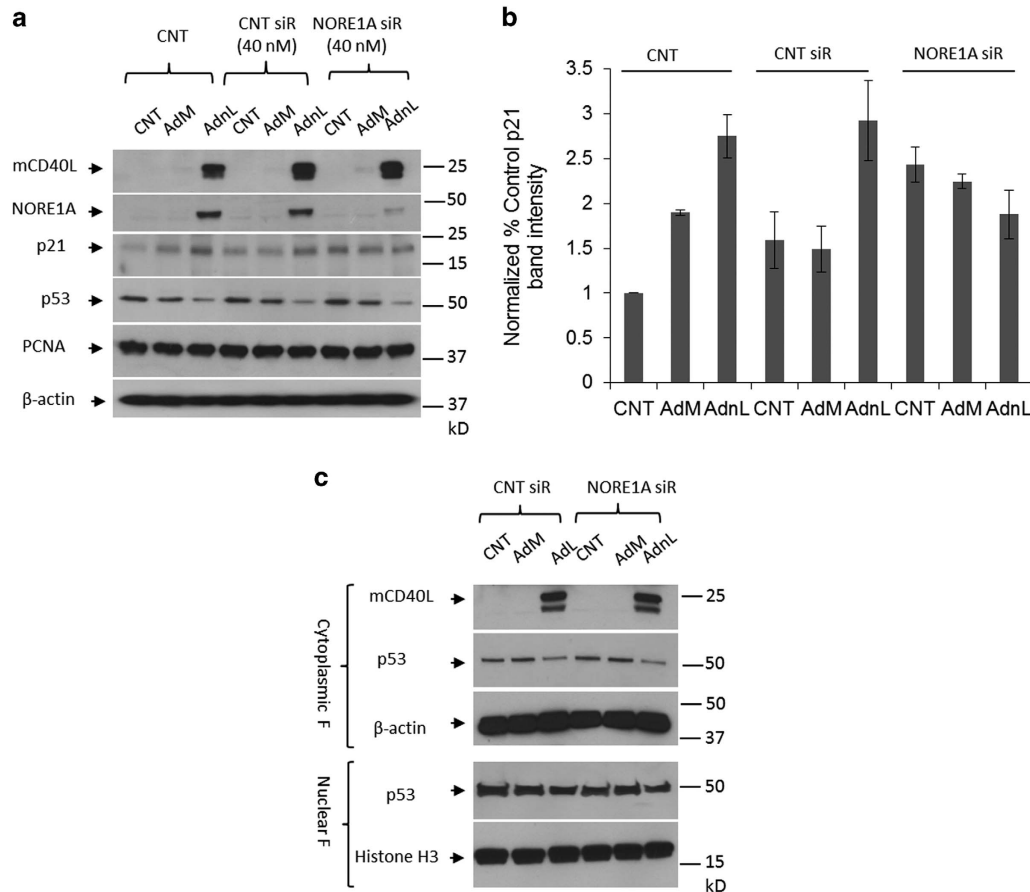 a
CNT
CNT siR
(40 nM)
NORE1A siR
(40 nM)
CNT AdM AdnL CNT AdM AdnL CNT AdM AdnL
mCD40L
25
NORE1A
50
p21
25
15
p53
50
PCNA
37
β-actin
37
kD
b
CNT
CNT siR
NORE1A siR
Normalized % Control p21
band intensity
3.5
3
2.5
2
1.5
1
0.5
0
CNT AdM AdnL CNT AdM AdnL CNT AdM AdnL
c
CNT siR
NORE1A siR
CNT AdM AdL CNT AdM AdnL
Cytoplasmic F
mCD40L
25
p53
50
β-actin
50
37
Nuclear F
p53
50
Histone H3
15
kD